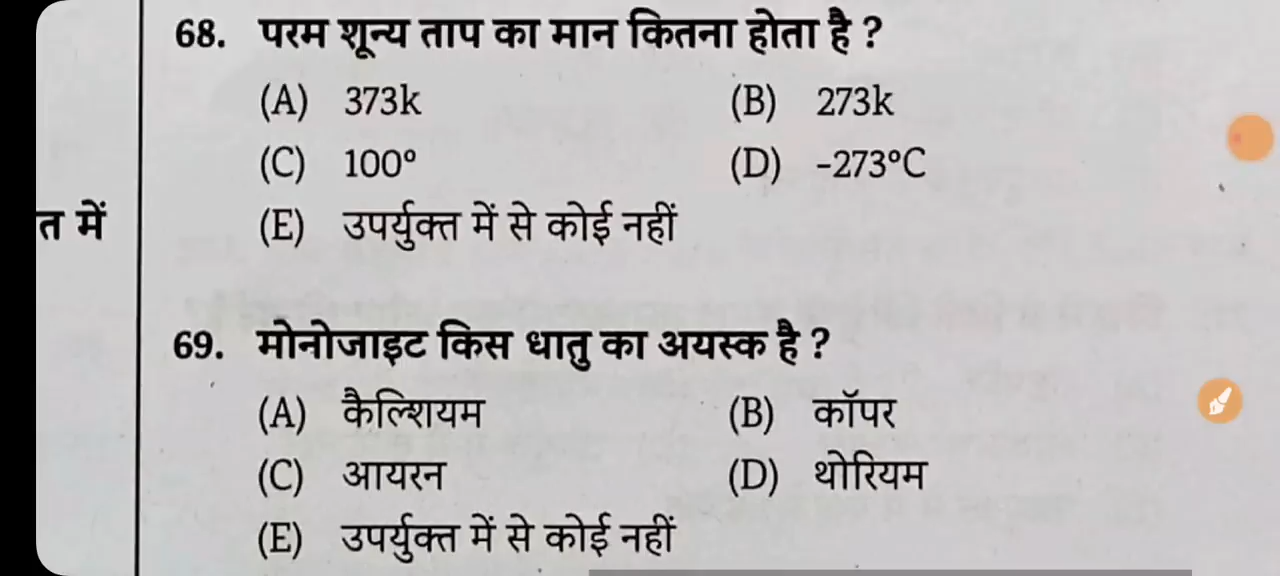 68. परम शून्य ताप का मान कितना होता है ?
(A) 373k (B) 273k
(C) 100° (D) -273°C
त में
(E) उपर्युक्त में से कोई नहीं
69. मोनोजाइट किस धातु का अयस्क है ?
(A) कैल्शियम (B) कॉपर
(C) आयरन (D) थोरियम
(E) उपर्युक्त में से कोई नहीं